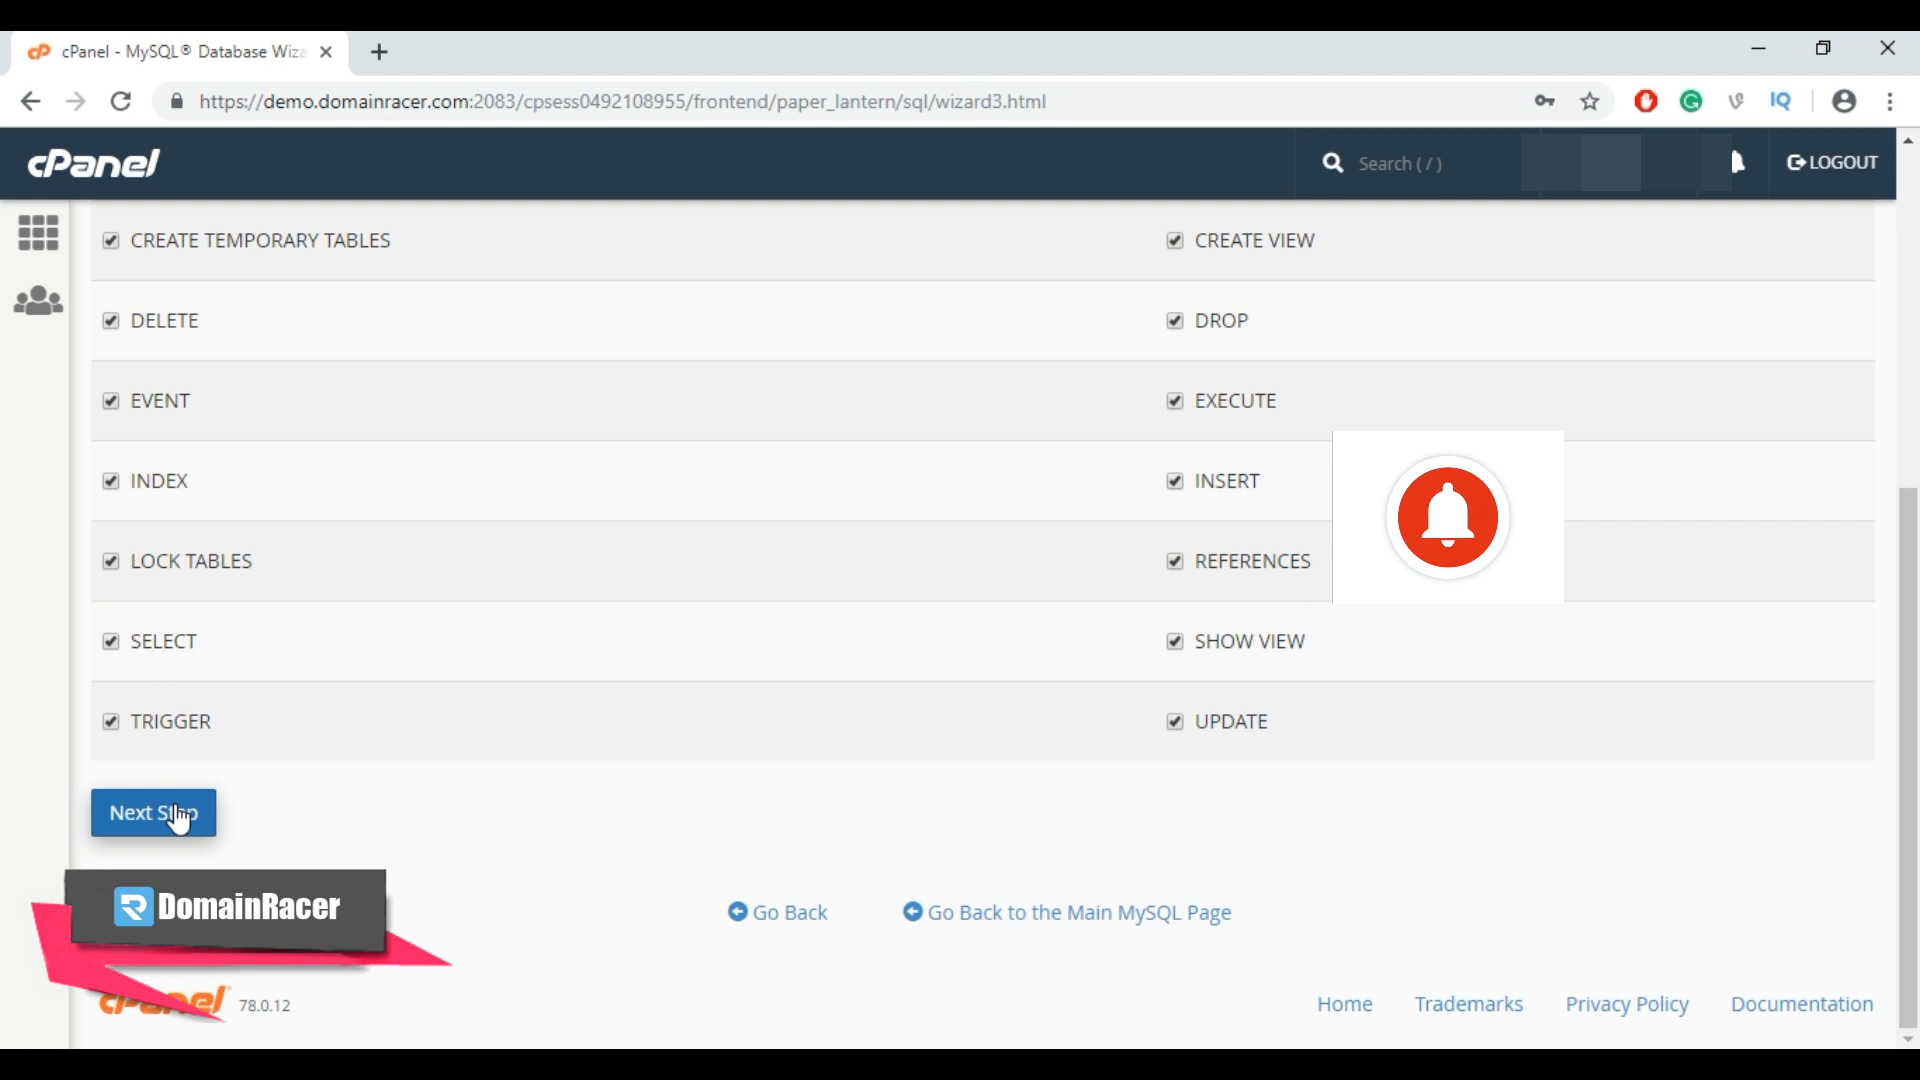 cPanel - MySQL® Database Wiza
https://demo.domainracer.com:2083/cpsess0492108955/frontend/paper_lantern/sql/wizard3.html
IQ
cPanel
Search ( / )
LOGOUT
CREATE TEMPORARY TABLES
CREATE VIEW
DELETE
DROP
EVENT
EXECUTE
INDEX
INSERT
LOCK TABLES
REFERENCES
SELECT
SHOW VIEW
TRIGGER
UPDATE
Next Step
DomainRacer
Go Back
Go Back to the Main MySQL Page
cPanel 78.0.12
Home
Trademarks
Privacy Policy
Documentation